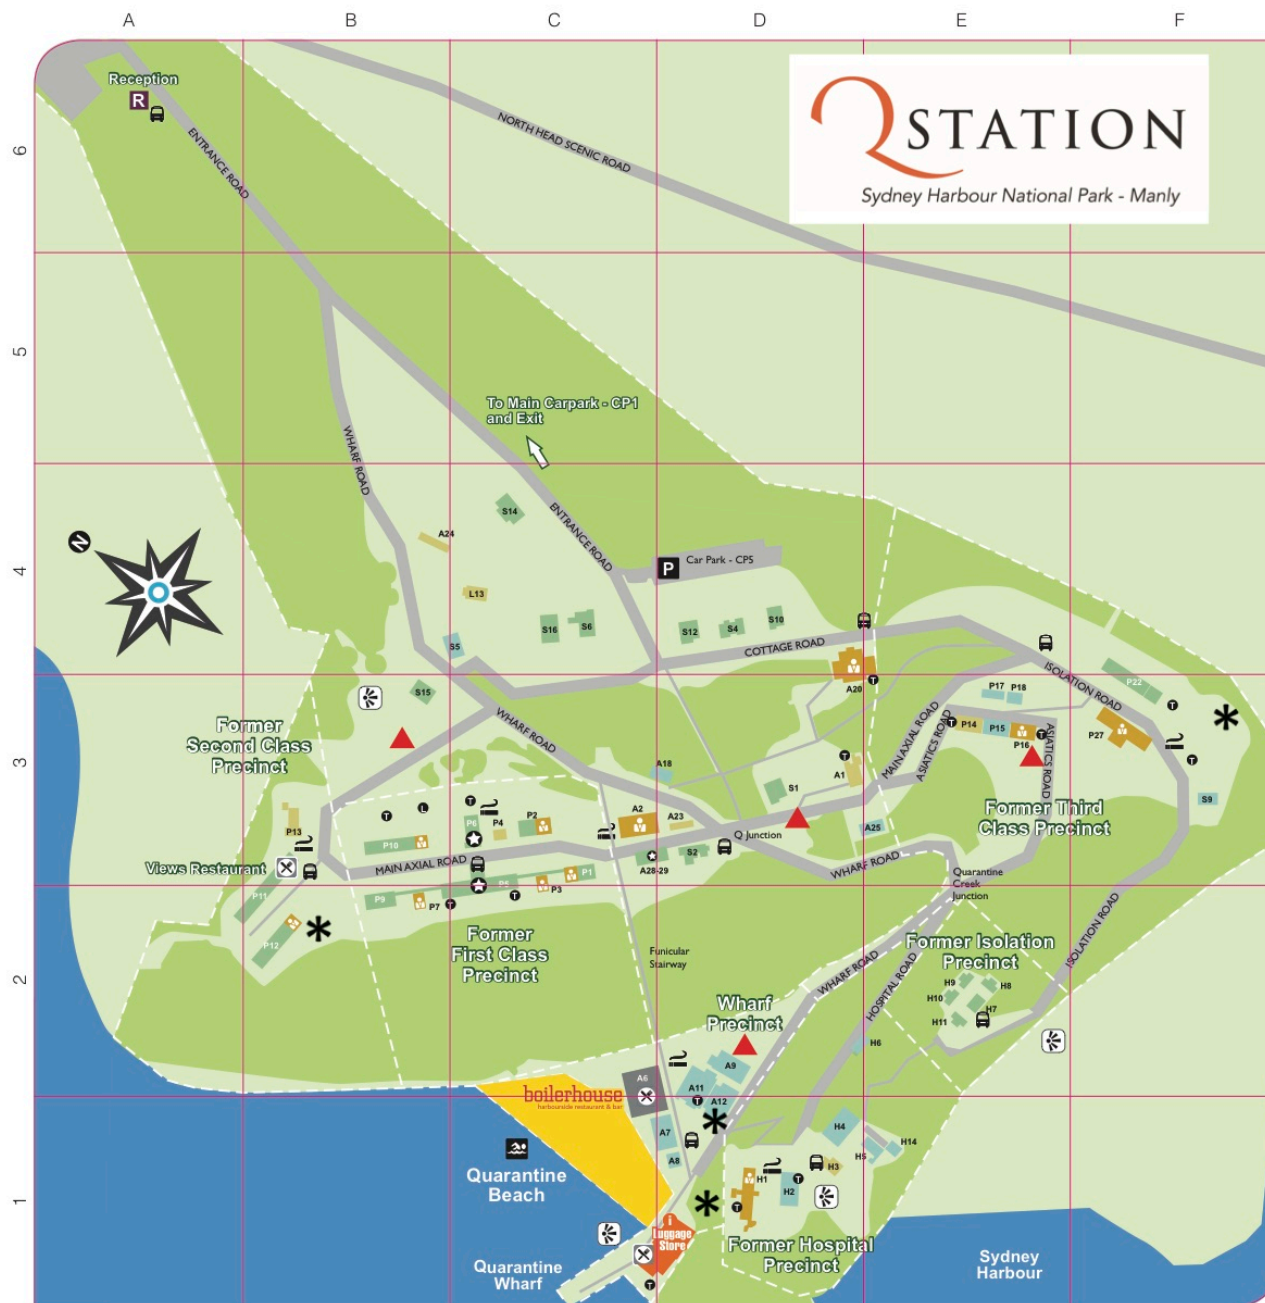 A B C D E F
6
5
4
3
2
1
Reception
R
ENTRANCE ROAD
NORTH HEAD SCENIC ROAD
QSTATION
Sydney Harbour National Park - Manly
To Main Carpark - CP1
and Exit
WHARF ROAD
ENTRANCE ROAD
N
S14
A24
P
Car Park - CP5
L13
S16
S6
S12
S4
S10
S5
COTTAGE ROAD
A20
T
S15
ISOLATION ROAD
P22
T
P17
P18
Former
Second Class
Precinct
WHARF ROAD
MAIN AXIAL ROAD
ASIATICS ROAD
T
P14
P15
P16
T
ASIATICS ROAD
P27
T
A18
T
A1
S1
S9
P13
T
L
T
P6
P4
P2
A2
A23
Q Junction
A25
Former Third
Class Precinct
Views Restaurant
P10
MAIN AXIAL ROAD
A28-29
S2
WHARF ROAD
Quarantine
Creek
Junction
P11
P9
P7
T
P5
T
P3
P1
P12
Former
First Class
Precinct
Funicular
Stairway
Former Isolation
Precinct
ISOLATION ROAD
WHARF ROAD
HOSPITAL ROAD
H9
H8
H10
H7
H11
Wharf
Precinct
H6
A9
A6
A11
T
A12
boilerhouse
harbourside restaurant & bar
A7
A8
H4
H5
H14
H3
H1
H2
T
T
Quarantine
Beach
i
Luggage
Store
Former Hospital
Precinct
Quarantine
Wharf
T
Sydney
Harbour